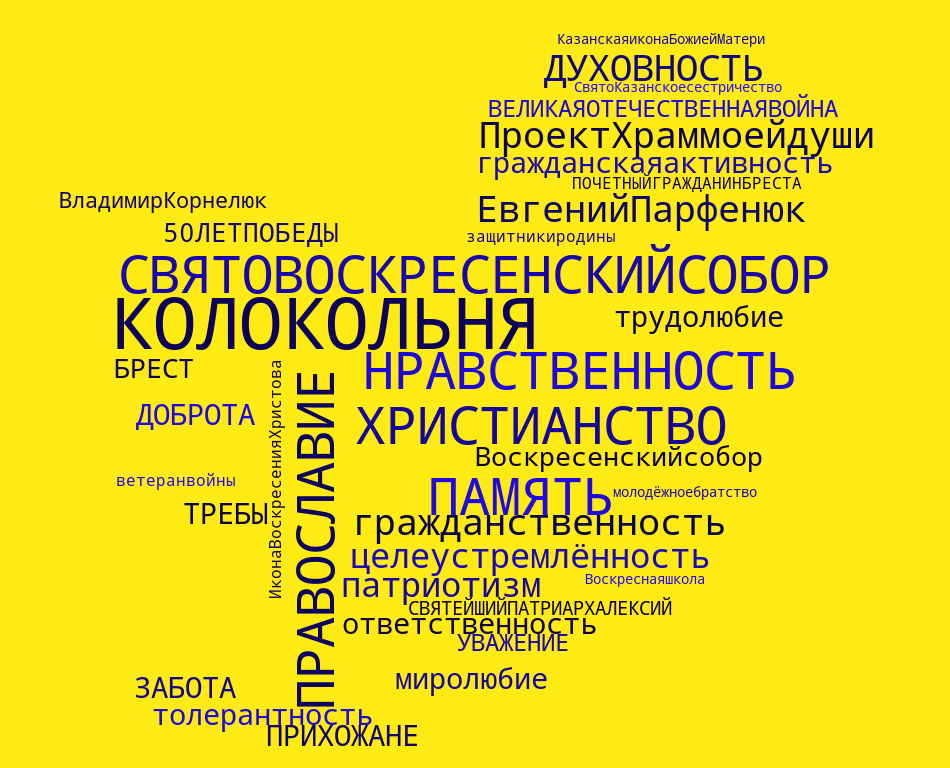 КазанскаяиконаБожиейМатери
ДУХОВНОСТЬ
СвятоКазанскоесестричество
ВЕЛИКАЯОТЕЧЕСТВЕННАЯВОЙНА
ПроектХраммоейдуши
гражданскаяактивность
ПОЧЕТНЫЙГРАЖДАНИНБРЕСТА
ВладимирКорнелюк
ЕвгенийПарфенюк
50ЛЕТПОБЕДЫ
защитникиродины
СВЯТОВОСКРЕСЕНСКИЙСОБОР
КОЛОКОЛЬНЯ
трудолюбие
БРЕСТ
НРАВСТВЕННОСТЬ
ДОБРОТА
ИконаВоскресенияХристова
ПРАВОСЛАВИЕ
ХРИСТИАНСТВО
Воскресенскийсобор
ветеранвойны
ПАМЯТЬ
молодёжноебратство
ТРЕБЫ
гражданственность
целеустремлённость
патриотизм
Воскреснаяшкола
СВЯТЕЙШИЙПАТРИАРХАЛЕКСИЙ
ответственность
УВАЖЕНИЕ
миролюбие
ЗАБОТА
толерантность
ПРИХОЖАНЕ